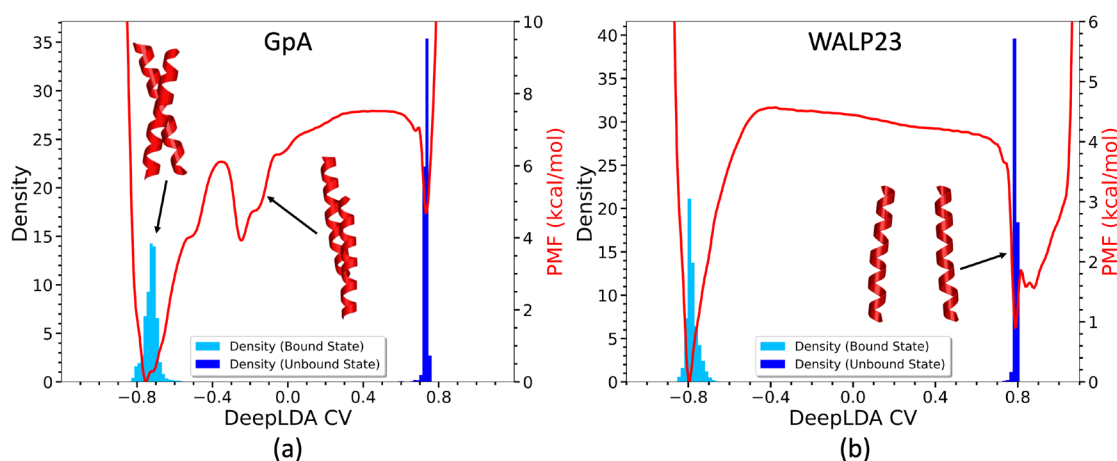 GpA
Density
35
30
25
20
15
10
5
0
10
8
6
4
2
0
PMF (kcal/mol)
Density (Bound State)
Density (Unbound State)
−0.8
−0.4
0.0
0.4
0.8
DeepLDA CV
(a)
WALP23
Density
40
35
30
25
20
15
10
5
0
6
5
4
3
2
1
0
PMF (kcal/mol)
Density (Bound State)
Density (Unbound State)
−0.8
−0.4
0.0
0.4
0.8
DeepLDA CV
(b)